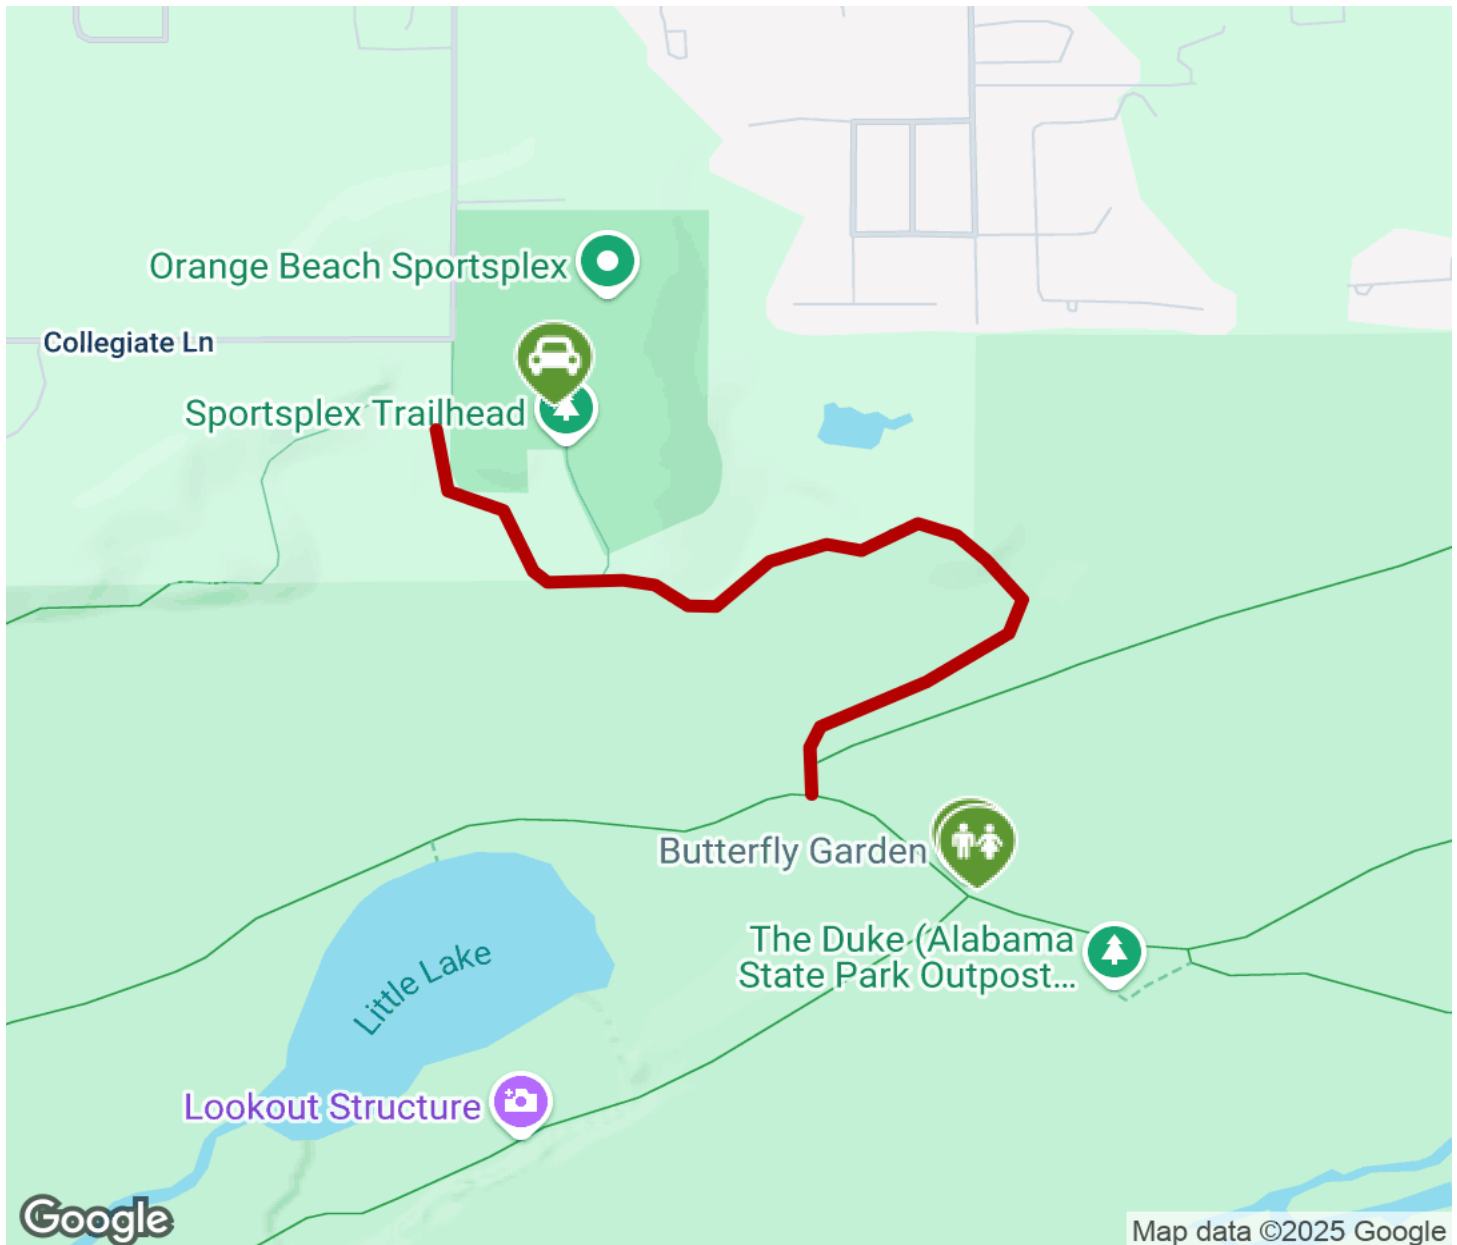 Orange Beach Sportsplex
Collegiate Ln
Sportsplex Trailhead
Butterfly Garden
The Duke (Alabama
State Park Outpost...
Little Lake
Lookout Structure
Google
Map data ©2025 Google